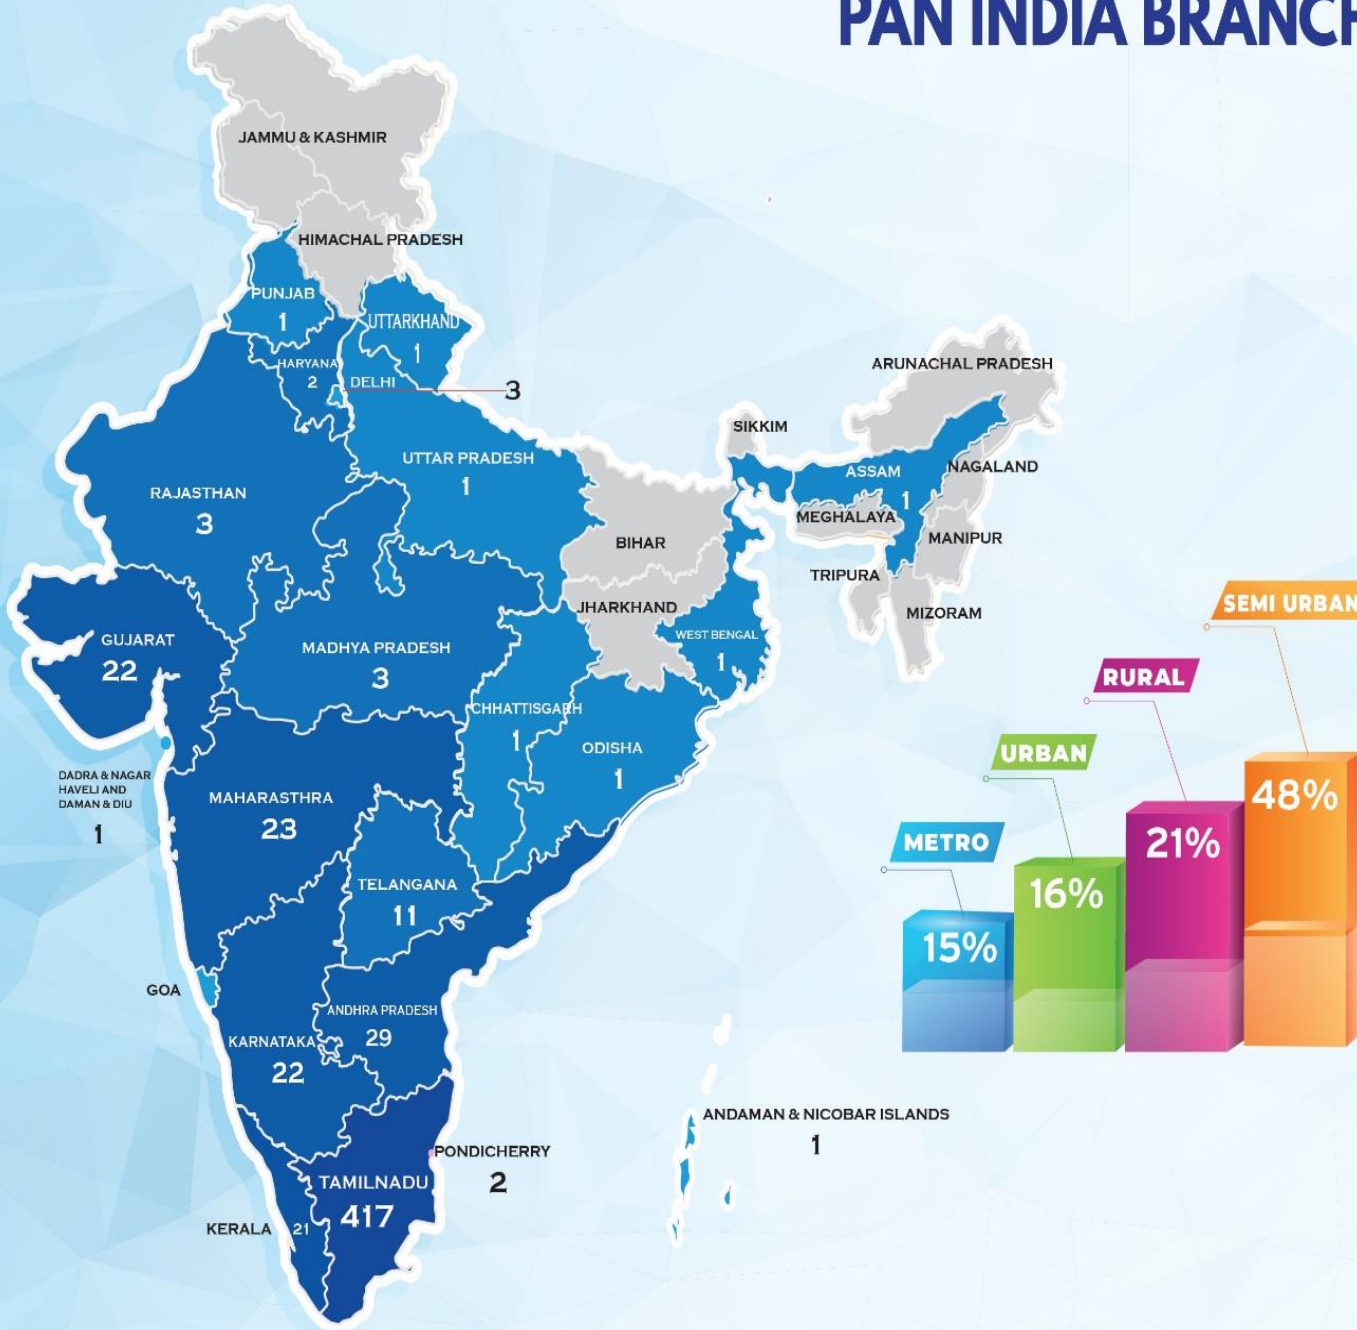 PAN INDIA BRANCH
JAMMU & KASHMIR
HIMACHAL PRADESH
PUNJAB
1
UTTARKHAND
1
HARYANA
2
DELHI
3
ARUNACHAL PRADESH
SIKKIM
UTTAR PRADESH
1
ASSAM
1
NAGALAND
RAJASTHAN
3
MEGHALAYA
BIHAR
MANIPUR
TRIPURA
JHARKHAND
MIZORAM
GUJARAT
22
MADHYA PRADESH
3
WEST BENGAL
1
CHHATTISGARH
1
ODISHA
1
DADRA & NAGAR
HAVELI AND
DAMAN & DIU
1
MAHARASTHRA
23
TELANGANA
11
GOA
ANDHRA PRADESH
29
KARNATAKA
22
ANDAMAN & NICOBAR ISLANDS
1
PONDICHERRY
2
TAMILNADU
417
KERALA
21
SEMI URBAN
48%
RURAL
21%
URBAN
16%
METRO
15%